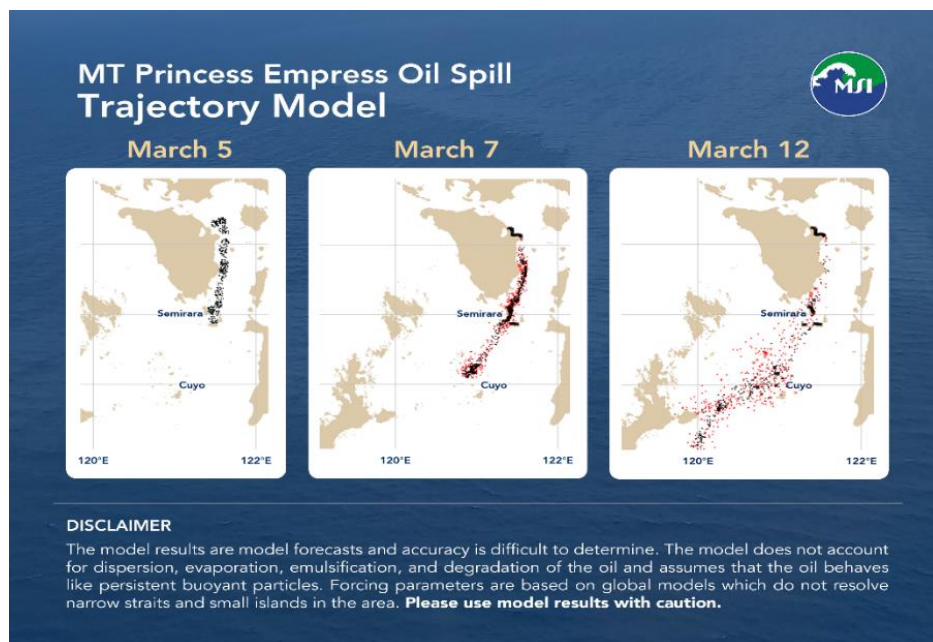 MT Princess Empress Oil Spill
Trajectory Model
MSI
March 5
March 7
March 12
Semirara
Cuyo
120°E
122°E
Semirara
Cuyo
120°E
122°E
Semirara
Cuyo
120°E
122°E
DISCLAIMER
The model results are model forecasts and accuracy is difficult to determine. The model does not account
for dispersion, evaporation, emulsification, and degradation of the oil and assumes that the oil behaves
like persistent buoyant particles. Forcing parameters are based on global models which do not resolve
narrow straits and small islands in the area. Please use model results with caution.